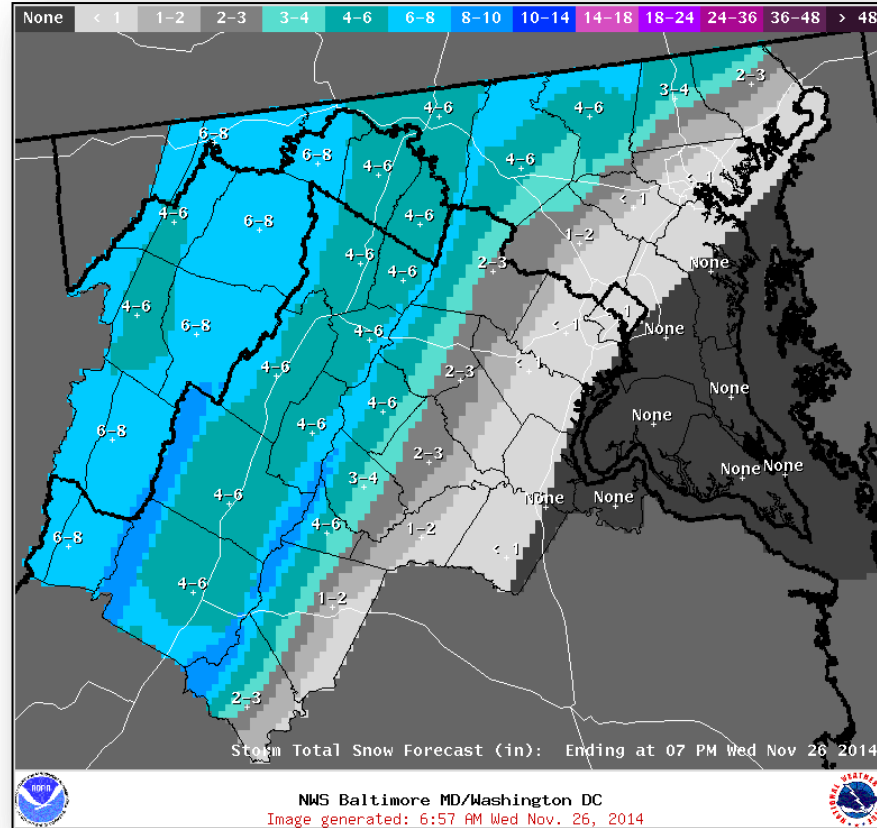 None < 1 1-2 2-3 3-4 4-6 6-8 8-10 10-14 14-18 18-24 24-36 36-48 > 48
2-3
3-4
4-6
4-6
6-8
6-8
4-6
4-6
< 1
4-6
< 1
4-6
6-8
1-2
4-6
2-3
None
4-6
4-6
< 1
6-8
4-6
< 1
None
4-6
< 1
2-3
None
4-6
None
6-8
4-6
2-3
None
None
3-4
4-6
None
None
4-6
1-2
6-8
< 1
4-6
1-2
2-3
Storm Total Snow Forecast (in): Ending at 07 PM Wed Nov 26 2014
NOAA
NWS Baltimore MD/Washington DC
Image generated: 6:57 AM Wed Nov. 26, 2014